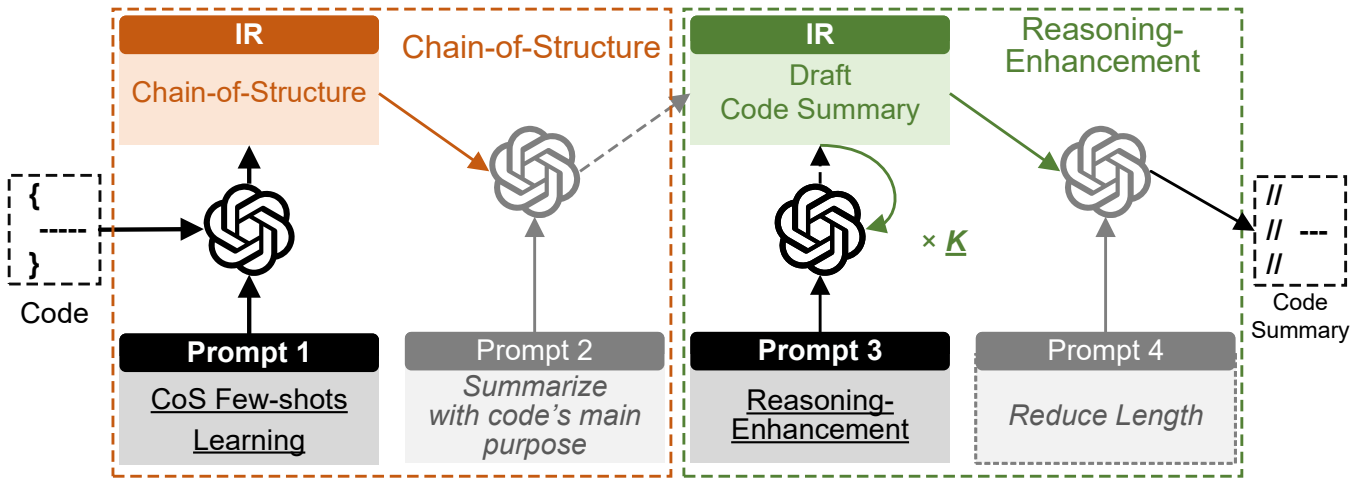 IR
Chain-of-Structure
Chain-of-Structure
IR
Draft
Code Summary
Reasoning-
Enhancement
{
-----
}
Code
× K
//
// ---
//
Code
Summary
Prompt 1
CoS Few-shots
Learning
Prompt 2
Summarize
with code's main
purpose
Prompt 3
Reasoning-
Enhancement
Prompt 4
Reduce Length